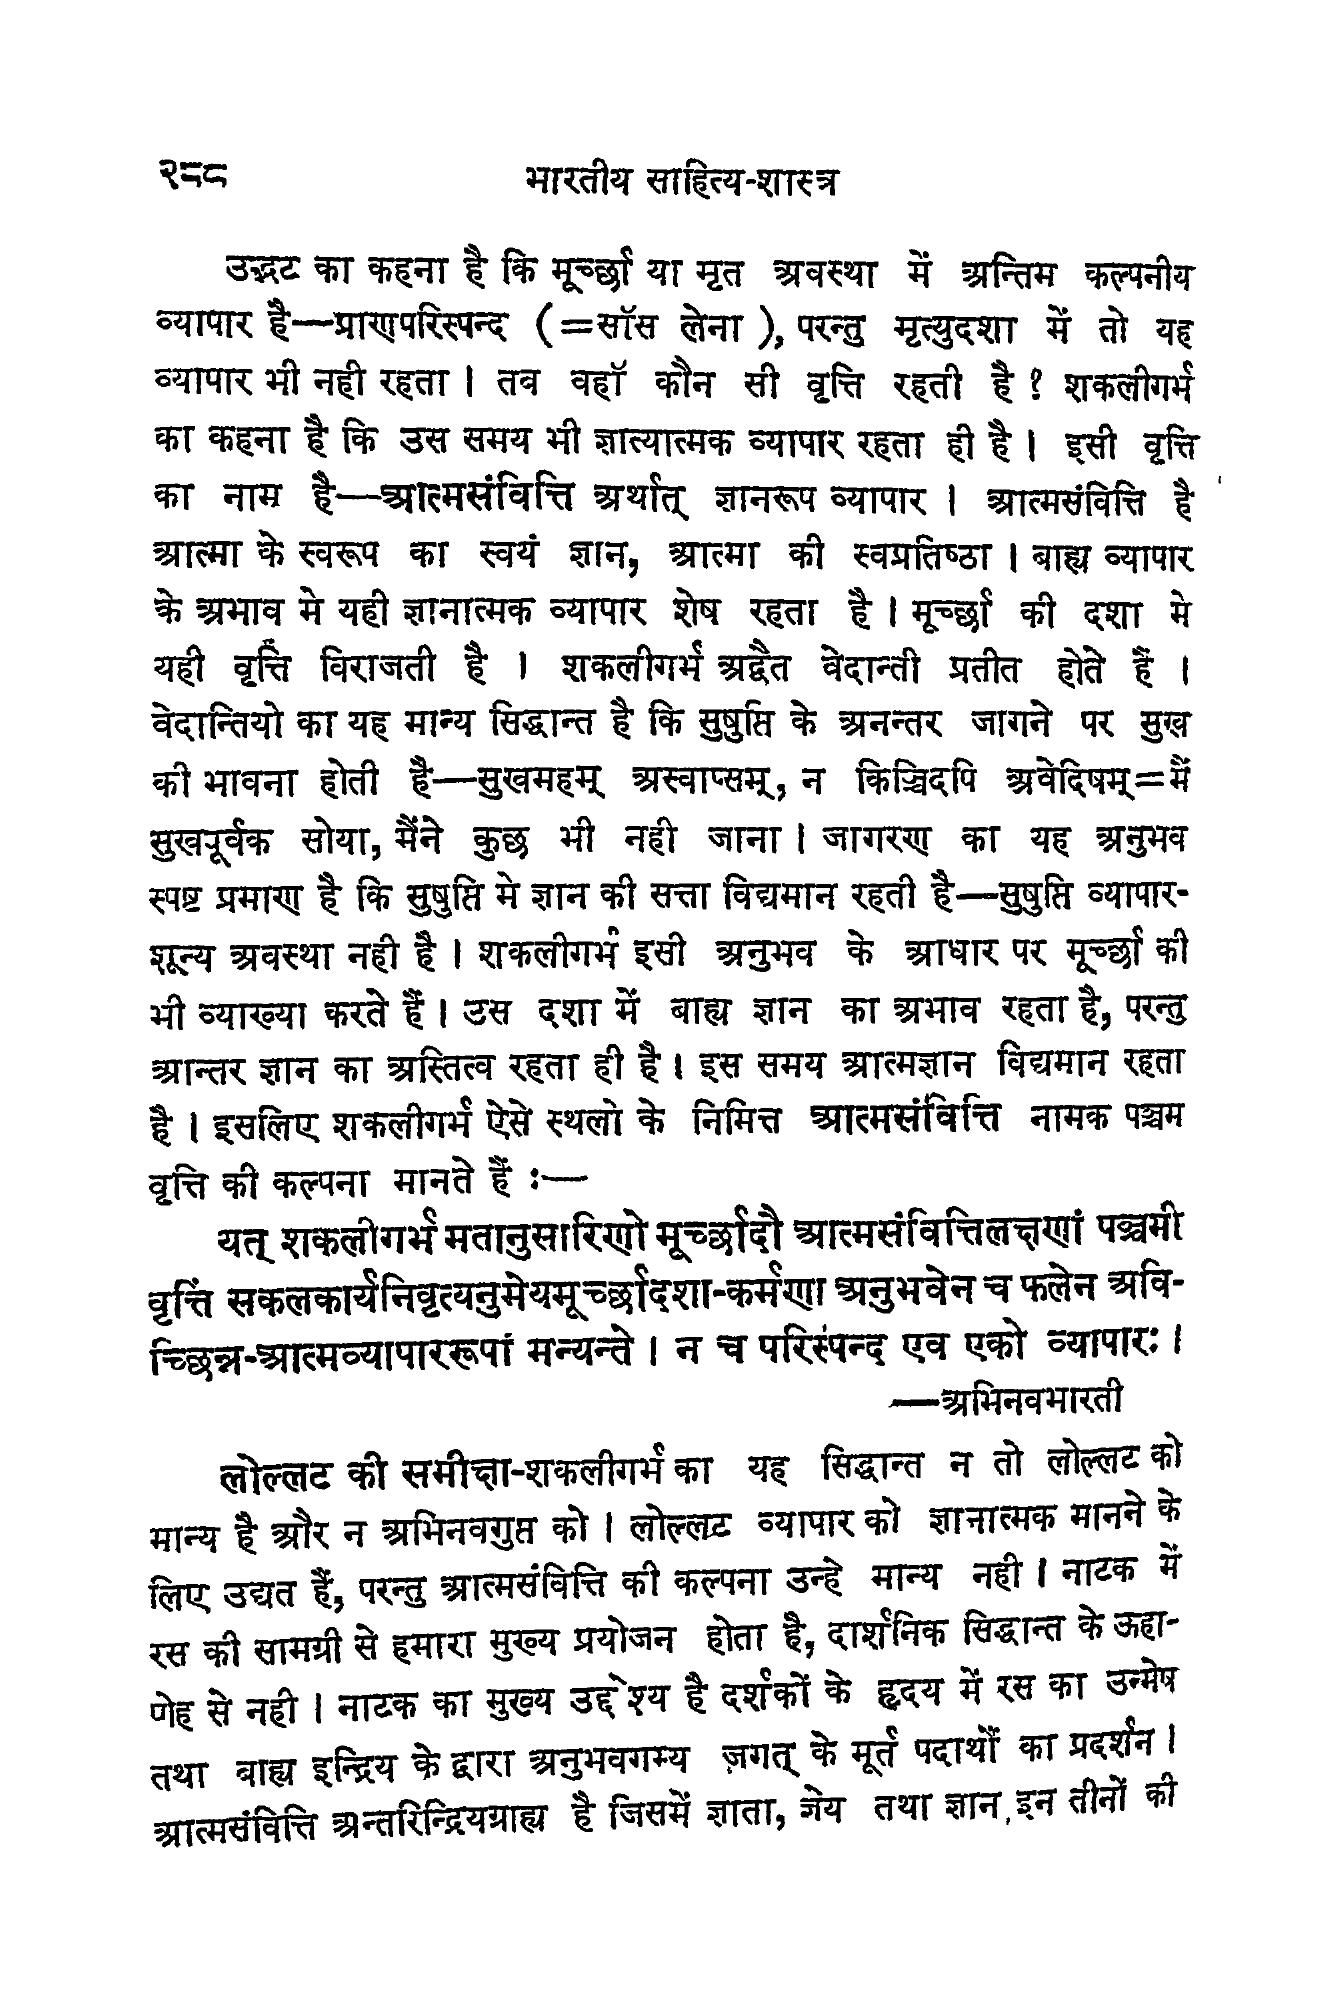 २८८ भारतीय साहित्य-शास्त्र
उद्भट का कहना है कि मूर्च्छा या मृत अवस्था में अन्तिम कल्पनीय
व्यापार है—प्राणपरिस्पन्द (=सॉस लेना), परन्तु मृत्युदशा में तो यह
व्यापार भी नही रहता। तव वहॉ कौन सी वृत्ति रहती है? शकलीगर्भ
का कहना है कि उस समय भी ज्ञात्यात्मक व्यापार रहता ही है। इसी वृत्ति
का नाम है—आत्मसंवित्ति अर्थात् ज्ञानरूप व्यापार। आत्मसंवित्ति है
आत्मा के स्वरूप का स्वयं ज्ञान, आत्मा की स्वप्रतिष्ठा। बाह्य व्यापार
के अभाव मे यही ज्ञानात्मक व्यापार शेष रहता है। मूर्च्छा की दशा मे
यही वृर्त्ति विराजती है। शकलीगर्भ अद्वैत वेदान्ती प्रतीत होते हैं।
वेदान्तियो का यह मान्य सिद्धान्त है कि सुषुप्ति के अनन्तर जागने पर सुख
की भावना होती है—सुखमहम् अस्वाप्सम्, न किञ्चिदपि अवेदिषम्=मैं
सुखपूर्वक सोया, मैंने कुछ भी नही जाना। जागरण का यह अनुभव
स्पष्ट प्रमाण है कि सुषुप्ति मे ज्ञान की सत्ता विद्यमान रहती है—सुषुप्ति व्यापार-
शून्य अवस्था नही है। शकलीगर्भ इसी अनुभव के आधार पर मूर्च्छा की
भी व्याख्या करते हैं। उस दशा में बाह्य ज्ञान का अभाव रहता है, परन्तु
आन्तर ज्ञान का अस्तित्व रहता ही है। इस समय आत्मज्ञान विद्यमान रहता
है। इसलिए शकलीगर्भ ऐसे स्थलो के निमित्त आत्मसंवित्ति नामक पञ्चम
वृत्ति की कल्पना मानते हैं :—
यत् शकलीगर्भ मतानुसारिणो मूर्च्छादौ आत्मसंवित्तिलक्षणां पञ्चमी
वृत्तिं सकलकार्यनिवृत्यनुमेयमूर्च्छादशा-कर्मणा अनुभवेन च फलेन अवि-
च्छिन्न-आत्मव्यापाररूपां मन्यन्ते। न च परिस्पंन्द एव एको व्यापारः।
—अभिनवभारती
लोल्लट की समीक्षा-शकलीगर्भ का यह सिद्धान्त न तो लोल्लट को
मान्य है और न अभिनवगुप्त को। लोल्लट व्यापार को ज्ञानात्मक मानने के
लिए उद्यत हैं, परन्तु आत्मसंवित्ति की कल्पना उन्हे मान्य नही। नाटक में
रस की सामग्री से हमारा मुख्य प्रयोजन होता है, दार्शनिक सिद्धान्त के ऊहा-
पोह से नही। नाटक का मुख्य उद्देश्य है दर्शकों के हृदय में रस का उन्मेष
तथा बाह्य इन्द्रिय के द्वारा अनुभवगम्य ज़गत् के मूर्त पदार्थों का प्रदर्शन।
आत्मसंवित्ति अन्तरिन्द्रियग्राह्य है जिसमें ज्ञाता, ज्ञेय तथा ज्ञान इन तीनों की